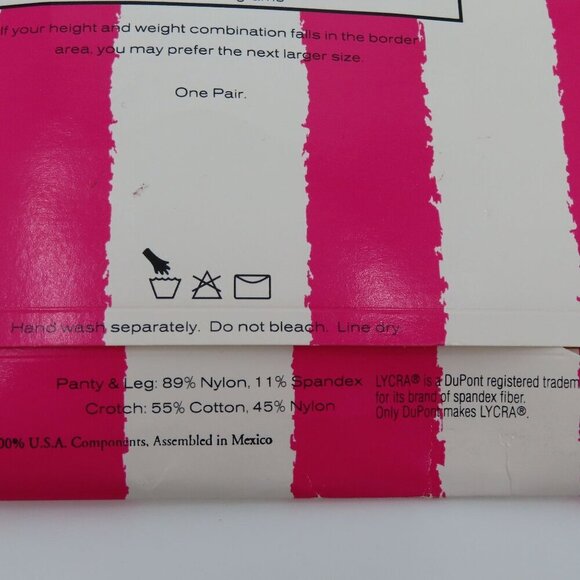 If your height and weight combination falls in the border
area, you may prefer the next larger size.
One Pair.
Hand wash separately. Do not bleach. Line dry.
Panty & Leg: 89% Nylon, 11% Spandex
Crotch: 55% Cotton, 45% Nylon
00% U.S.A. Components, Assembled in Mexico
LYCRA® is a DuPont registered tradem
for its brand of spandex fiber.
Only DuPont makes LYCRA®.